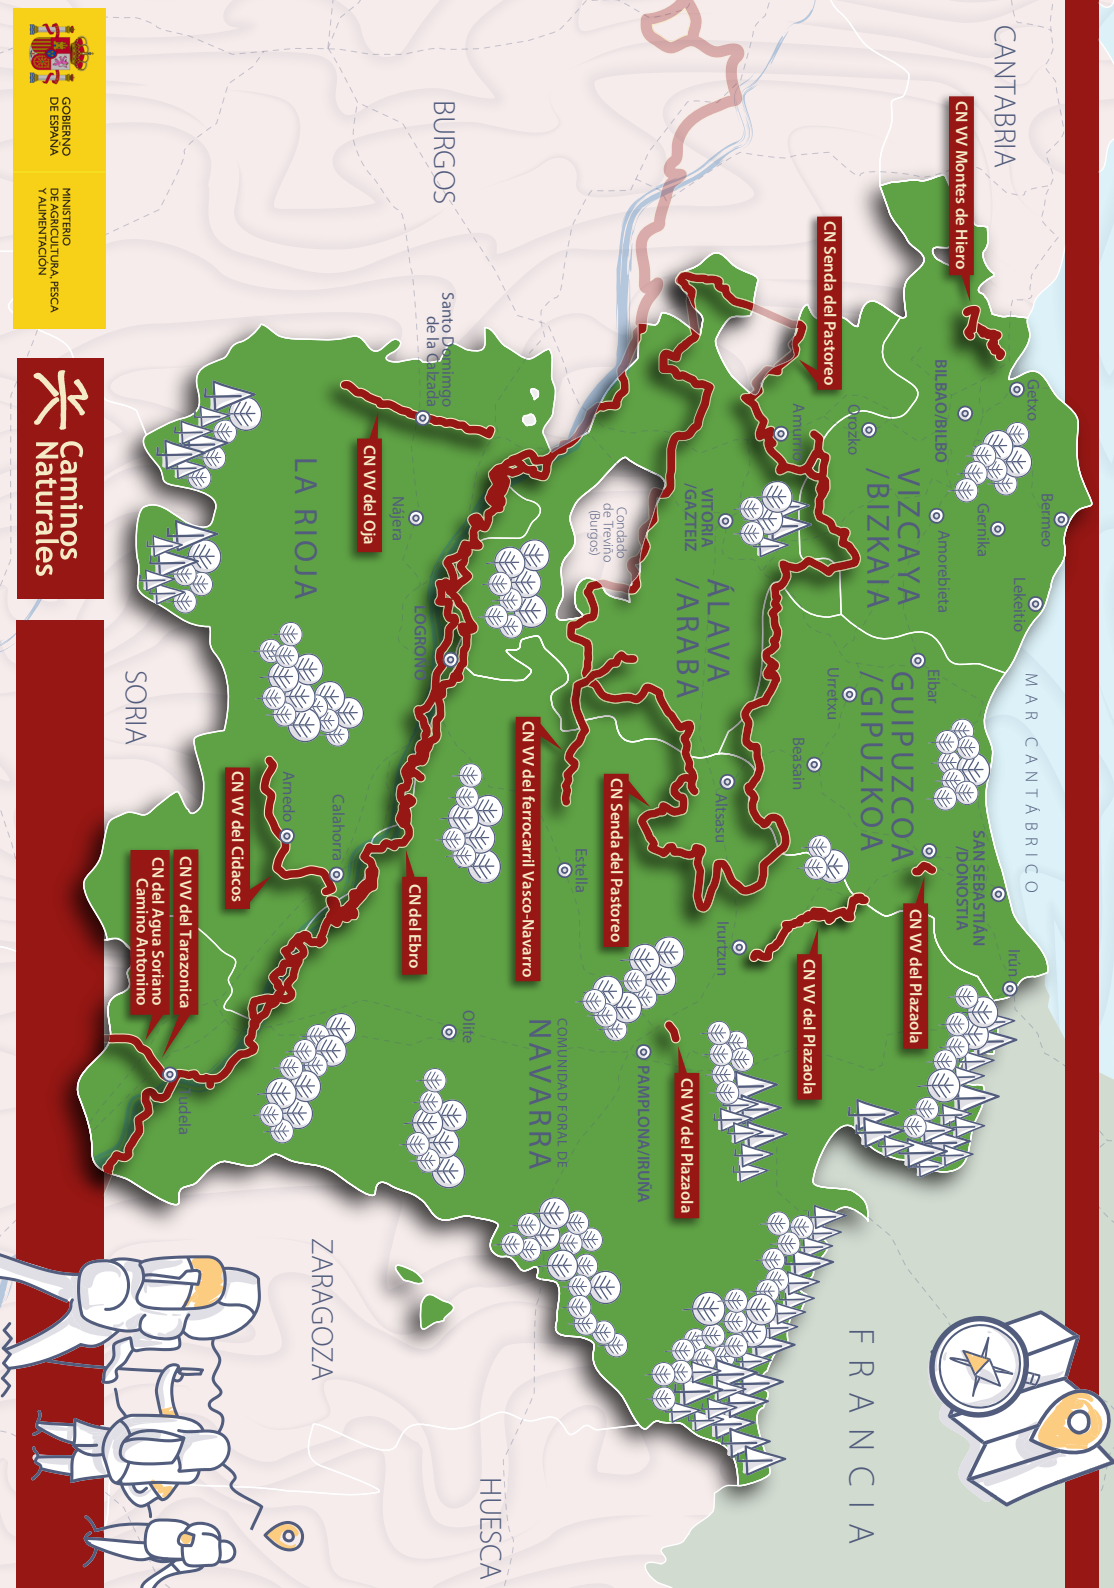 CANTABRIA
CN VV Montes de Hiero
MAR CANTÁBRICO
BURGOS
CN Senda del Pastoreo
Getxo
BILBAO/BILBO
Bermeo
Gernika
Lekeitio
Amorebieta
VIZCAYA
/BIZKAIA
Orozko
Amurrio
Eibar
GUIPUZCOA
/GIPUZKOA
Urretxu
Beasain
SAN SEBASTIÁN
/DONOSTIA
Irún
CN VV del Plazaola
CN VV del Plazaola
FRANCIA
VITORIA
/GAZTEIZ
ÁLAVA
/ARABA
Condado
de Treviño
(Burgos)
Altsasu
Irurtzun
CN Senda del Pastoreo
CN VV del ferrocarril Vasco-Navarro
Estella
CN VV del Plazaola
PAMPLONA/IRUÑA
COMUNIDAD FORAL DE
NAVARRA
Olite
Santo Domimgo
de la Calzada
CN VV del Oja
Nájera
LA RIOJA
LOGROÑO
CN del Ebro
Calahorra
Arnedo
CN VV del Cidacos
CN VV del Tarazonica
CN del Agua Soriano
Camino Antonino
Tudela
SORIA
ZARAGOZA
HUESCA
GOBIERNO
DE ESPAÑA
MINISTERIO
DE AGRICULTURA, PESCA
Y ALIMENTACIÓN
Caminos
Naturales